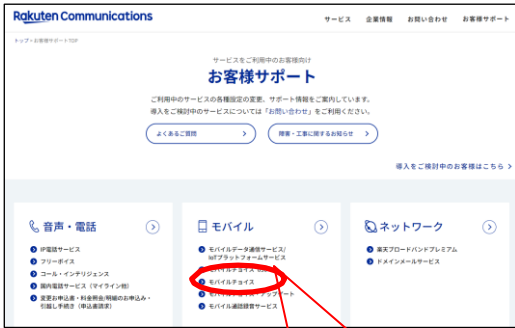 Rakuten Communications
サービス 企業情報 お問い合わせ お客様サポート
トップ > お客様サポートTOP
サービスをご利用中のお客様向け
お客様サポート
ご利用中のサービスの各種設定の変更、サポート情報をご案内しています。
導入をご検討中のサービスについては「お問い合わせ」をご利用ください。
よくあるご質問
障害・工事に関するお知らせ
導入をご検討中のお客様はこちら
音声・電話
IP電話サービス
フリーボイス
コール・インテリジェンス
国内電話サービス（マイライン他）
変更お申込書・料金照会/明細のお申込み・
引越し手続き（申込書請求）
モバイル
モバイルデータ通信サービス/
IoTプラットフォームサービス
モバイルチョイス
モバイルチョイス
モバイル通話録音サービス
ネットワーク
楽天ブロードバンドプレミアム
ドメインメールサービス